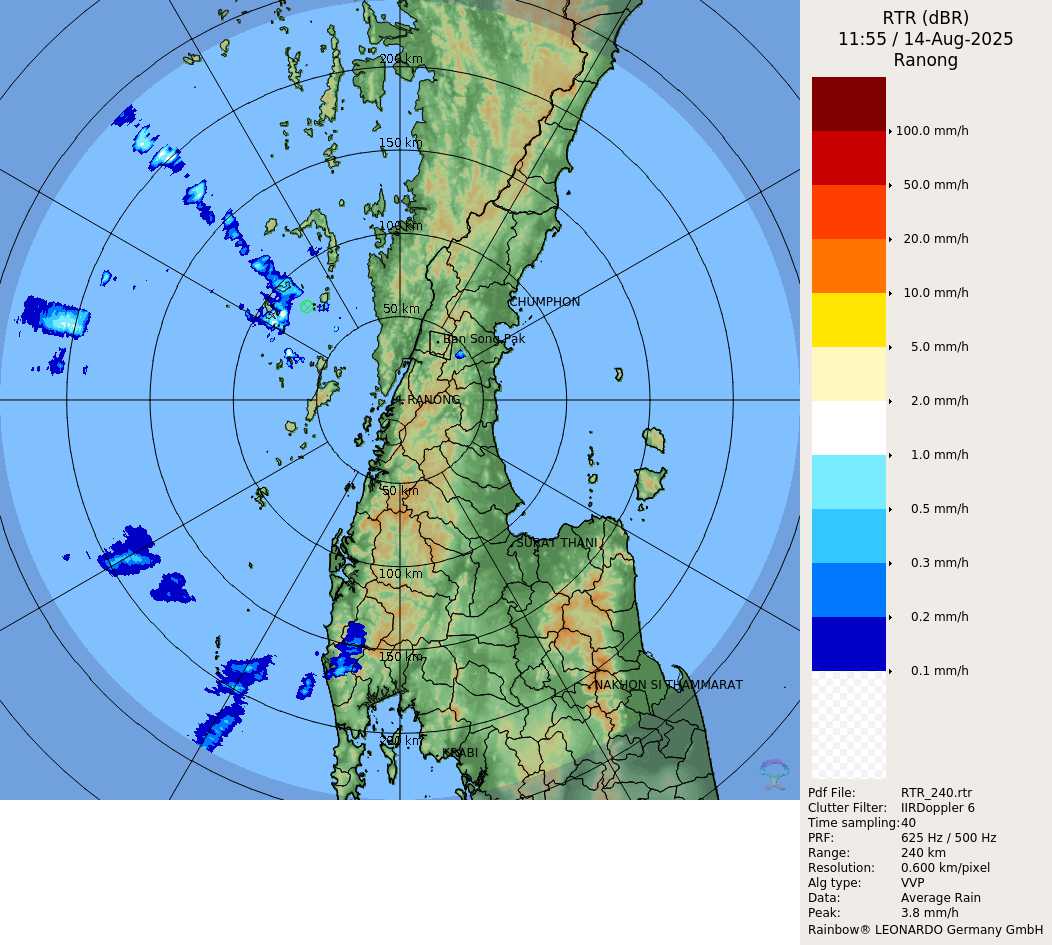 RTR (dBR)
11:55 / 14-Aug-2025
Ranong
100.0 mm/h
50.0 mm/h
20.0 mm/h
10.0 mm/h
5.0 mm/h
2.0 mm/h
1.0 mm/h
0.5 mm/h
0.3 mm/h
0.2 mm/h
0.1 mm/h
200 km
150 km
100 km
50 km
CHUMPHON
Ban Song Pak
RANONG
50 km
SURAT THANI
100 km
150 km
NAKHON SI THAMMARAT
200 km
KRABI
Pdf File: RTR_240.rtr
Clutter Filter: IIRDoppler 6
Time sampling:40
PRF: 625 Hz / 500 Hz
Range: 240 km
Resolution: 0.600 km/pixel
Alg type: VVP
Data: Average Rain
Peak: 3.8 mm/h
Rainbow® LEONARDO Germany GmbH